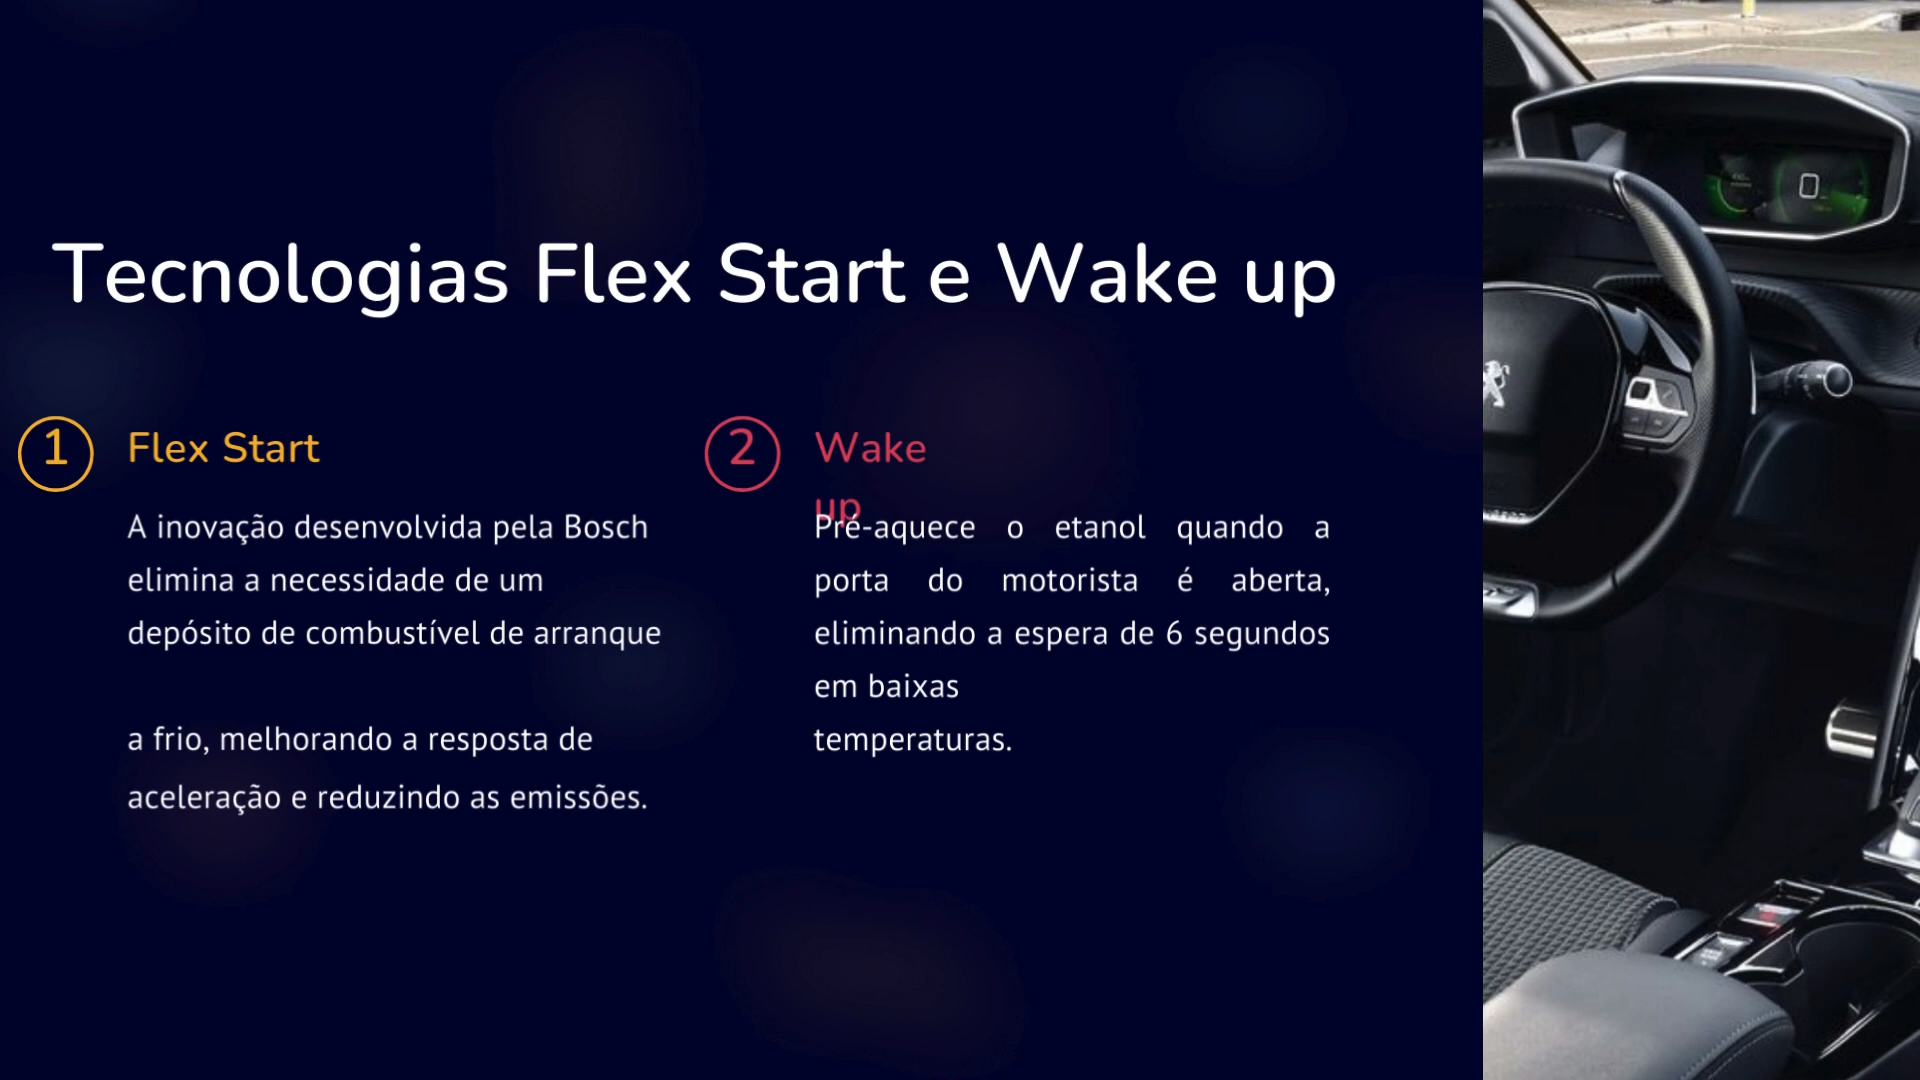 Tecnologias Flex Start e Wake up
1
Flex Start
A inovação desenvolvida pela Bosch
elimina a necessidade de um
depósito de combustível de arranque
a frio, melhorando a resposta de
aceleração e reduzindo as emissões.
2
Wake
up
Pré-aquece o etanol quando a
porta do motorista é aberta,
eliminando a espera de 6 segundos
em baixas
temperaturas.